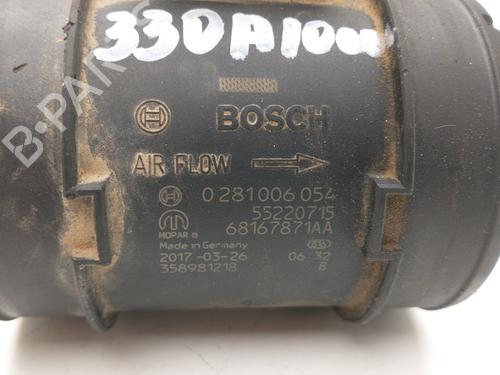 330A1000
B-PARTS
BOSCH
AIR FLOW
0 281 006 054
55220715
68167871AA
MOPAR ®
Made in Germany
2017-03-26 06 32
358981218 8